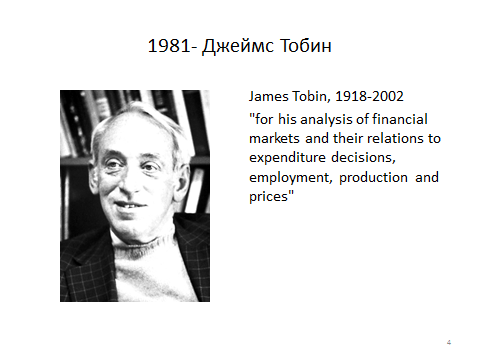 1981- Джеймс Тобин
James Tobin, 1918-2002
"for his analysis of financial
markets and their relations to
expenditure decisions,
employment, production and
prices"
4